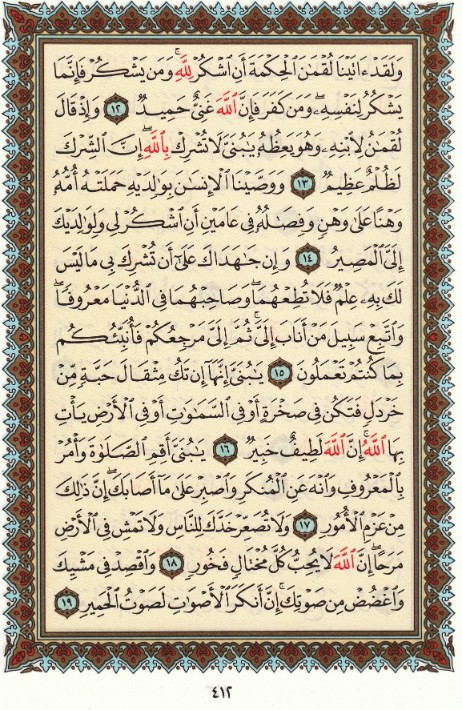 وَلَقَدْ ءَاتَيْنَا لُقْمَٰنَ ٱلْحِكْمَةَ أَنِ ٱشْكُرْ لِلَّهِ ۚ وَمَن يَشْكُرْ فَإِنَّمَا
يَشْكُرُ لِنَفْسِهِۦ ۖ وَمَن كَفَرَ فَإِنَّ ٱللَّهَ غَنِىٌّ حَمِيدٌ ١٢ وَإِذْ قَالَ
لُقْمَٰنُ لِٱبْنِهِۦ وَهُوَ يَعِظُهُۥ يَٰبُنَىَّ لَا تُشْرِكْ بِٱللَّهِ ۖ إِنَّ ٱلشِّرْكَ
لَظُلْمٌ عَظِيمٌ ١٣ وَوَصَّيْنَا ٱلْإِنسَٰنَ بِوَٰلِدَيْهِ حَمَلَتْهُ أُمُّهُۥ
وَهْنًا عَلَىٰ وَهْنٍ وَفِصَٰلُهُۥ فِى عَامَيْنِ أَنِ ٱشْكُرْ لِى وَلِوَٰلِدَيْكَ
إِلَىَّ ٱلْمَصِيرُ ١٤ وَإِن جَٰهَدَاكَ عَلَىٰٓ أَن تُشْرِكَ بِى مَا لَيْسَ
لَكَ بِهِۦ عِلْمٌ فَلَا تُطِعْهُمَا ۖ وَصَاحِبْهُمَا فِى ٱلدُّنْيَا مَعْرُوفًا ۖ
وَٱتَّبِعْ سَبِيلَ مَنْ أَنَابَ إِلَىَّ ۚ ثُمَّ إِلَىَّ مَرْجِعُكُمْ فَأُنَبِّئُكُم
بِمَا كُنتُمْ تَعْمَلُونَ ١٥ يَٰبُنَىَّ إِنَّهَآ إِن تَكُ مِثْقَالَ حَبَّةٍ مِّنْ
خَرْدَلٍ فَتَكُن فِى صَخْرَةٍ أَوْ فِى ٱلسَّمَٰوَٰتِ أَوْ فِى ٱلْأَرْضِ يَأْتِ
بِهَا ٱللَّهُ ۚ إِنَّ ٱللَّهَ لَطِيفٌ خَبِيرٌ ١٦ يَٰبُنَىَّ أَقِمِ ٱلصَّلَوٰةَ وَأْمُرْ
بِٱلْمَعْرُوفِ وَٱنْهَ عَنِ ٱلْمُنكَرِ وَٱصْبِرْ عَلَىٰ مَآ أَصَابَكَ ۖ إِنَّ ذَٰلِكَ
مِنْ عَزْمِ ٱلْأُمُورِ ١٧ وَلَا تُصَعِّرْ خَدَّكَ لِلنَّاسِ وَلَا تَمْشِ فِى ٱلْأَرْضِ
مَرَحًا ۖ إِنَّ ٱللَّهَ لَا يُحِبُّ كُلَّ مُخْتَالٍ فَخُورٍ ١٨ وَٱقْصِدْ فِى مَشْيِكَ
وَٱغْضُضْ مِن صَوْتِكَ ۚ إِنَّ أَنكَرَ ٱلْأَصْوَٰتِ لَصَوْتُ ٱلْحَمِيرِ ١٩
٤١٢